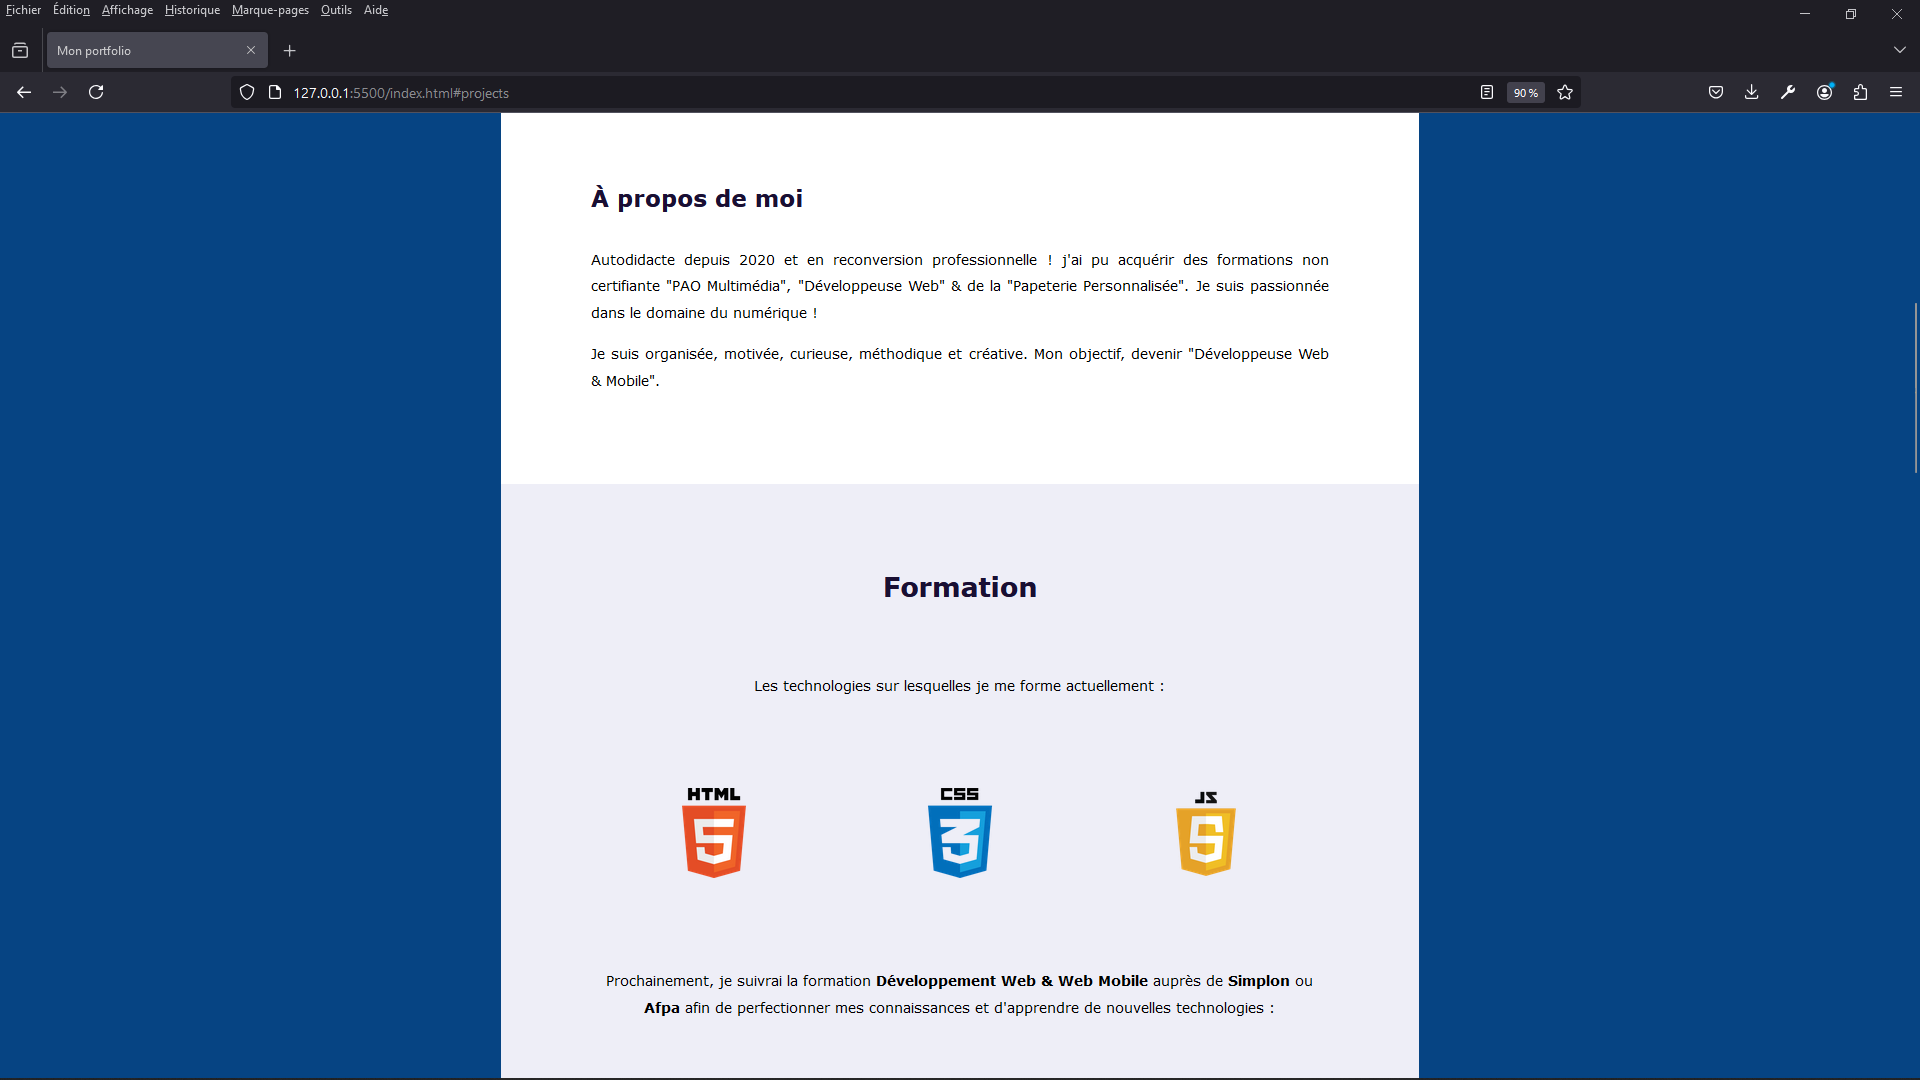 Fichier Édition Affichage Historique Marque-pages Outils Aide
Mon portfolio
127.0.0.1:5500/index.html#projects
90 %
À propos de moi
Autodidacte depuis 2020 et en reconversion professionnelle ! j'ai pu acquérir des formations non
certifiante "PAO Multimédia", "Développeuse Web" & de la "Papeterie Personnalisée". Je suis passionnée
dans le domaine du numérique !
Je suis organisée, motivée, curieuse, méthodique et créative. Mon objectif, devenir "Développeuse Web
& Mobile".
Formation
Les technologies sur lesquelles je me forme actuellement :
HTML CSS JS
5 3 5
Prochainement, je suivrai la formation Développement Web & Web Mobile auprès de Simplon ou
Afpa afin de perfectionner mes connaissances et d'apprendre de nouvelles technologies :